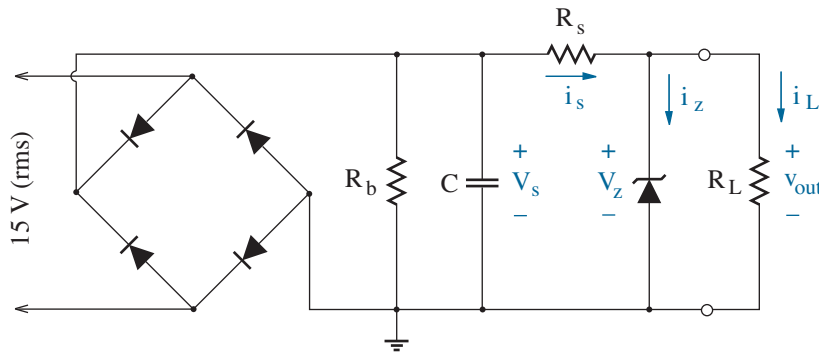 R_s
i_s
i_z
i_L
15 V (rms)
R_b
C
+
V_s
−
+
V_z
−
R_L
+
v_out
−